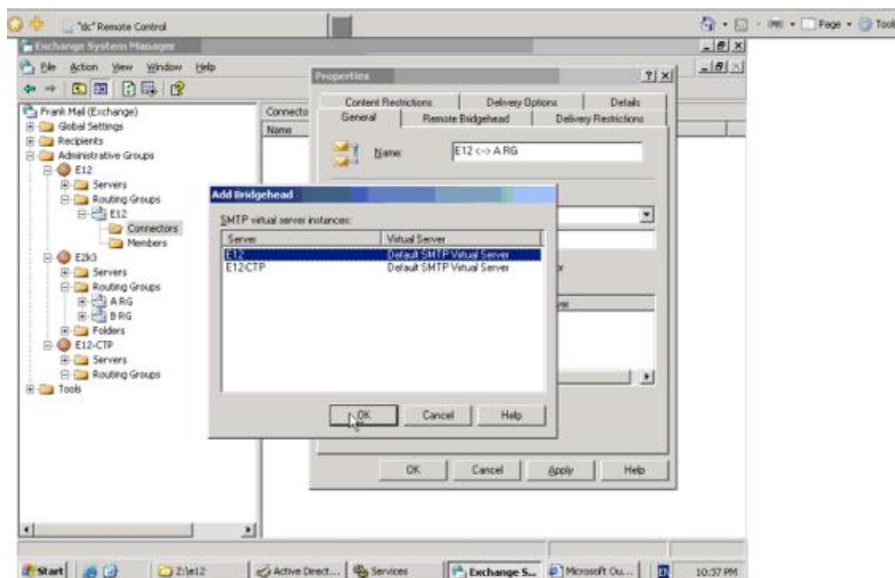 "dc" Remote Control
Page
Tool
Exchange System Manager
File Action View Window Help
Frank Mail (Exchange)
Global Settings
Recipients
Administrative Groups
E12
Servers
Routing Groups
E12
Connectors
Members
E2k3
Servers
Routing Groups
A RG
B RG
Folders
E12-CTP
Servers
Routing Groups
Tools
Connecto
Name
Properties
Content Restrictions Delivery Options Details
General Remote Bridgehead Delivery Restrictions
Name: E12 <-> A RG
Add Bridgehead
SMTP virtual server instances:
Server Virtual Server
E12 Default SMTP Virtual Server
E12-CTP Default SMTP Virtual Server
OK Cancel Help
OK Cancel Apply Help
Start Z:\e12 Active Direct... Services Exchange S... Microsoft Ou... EN 10:37 PM